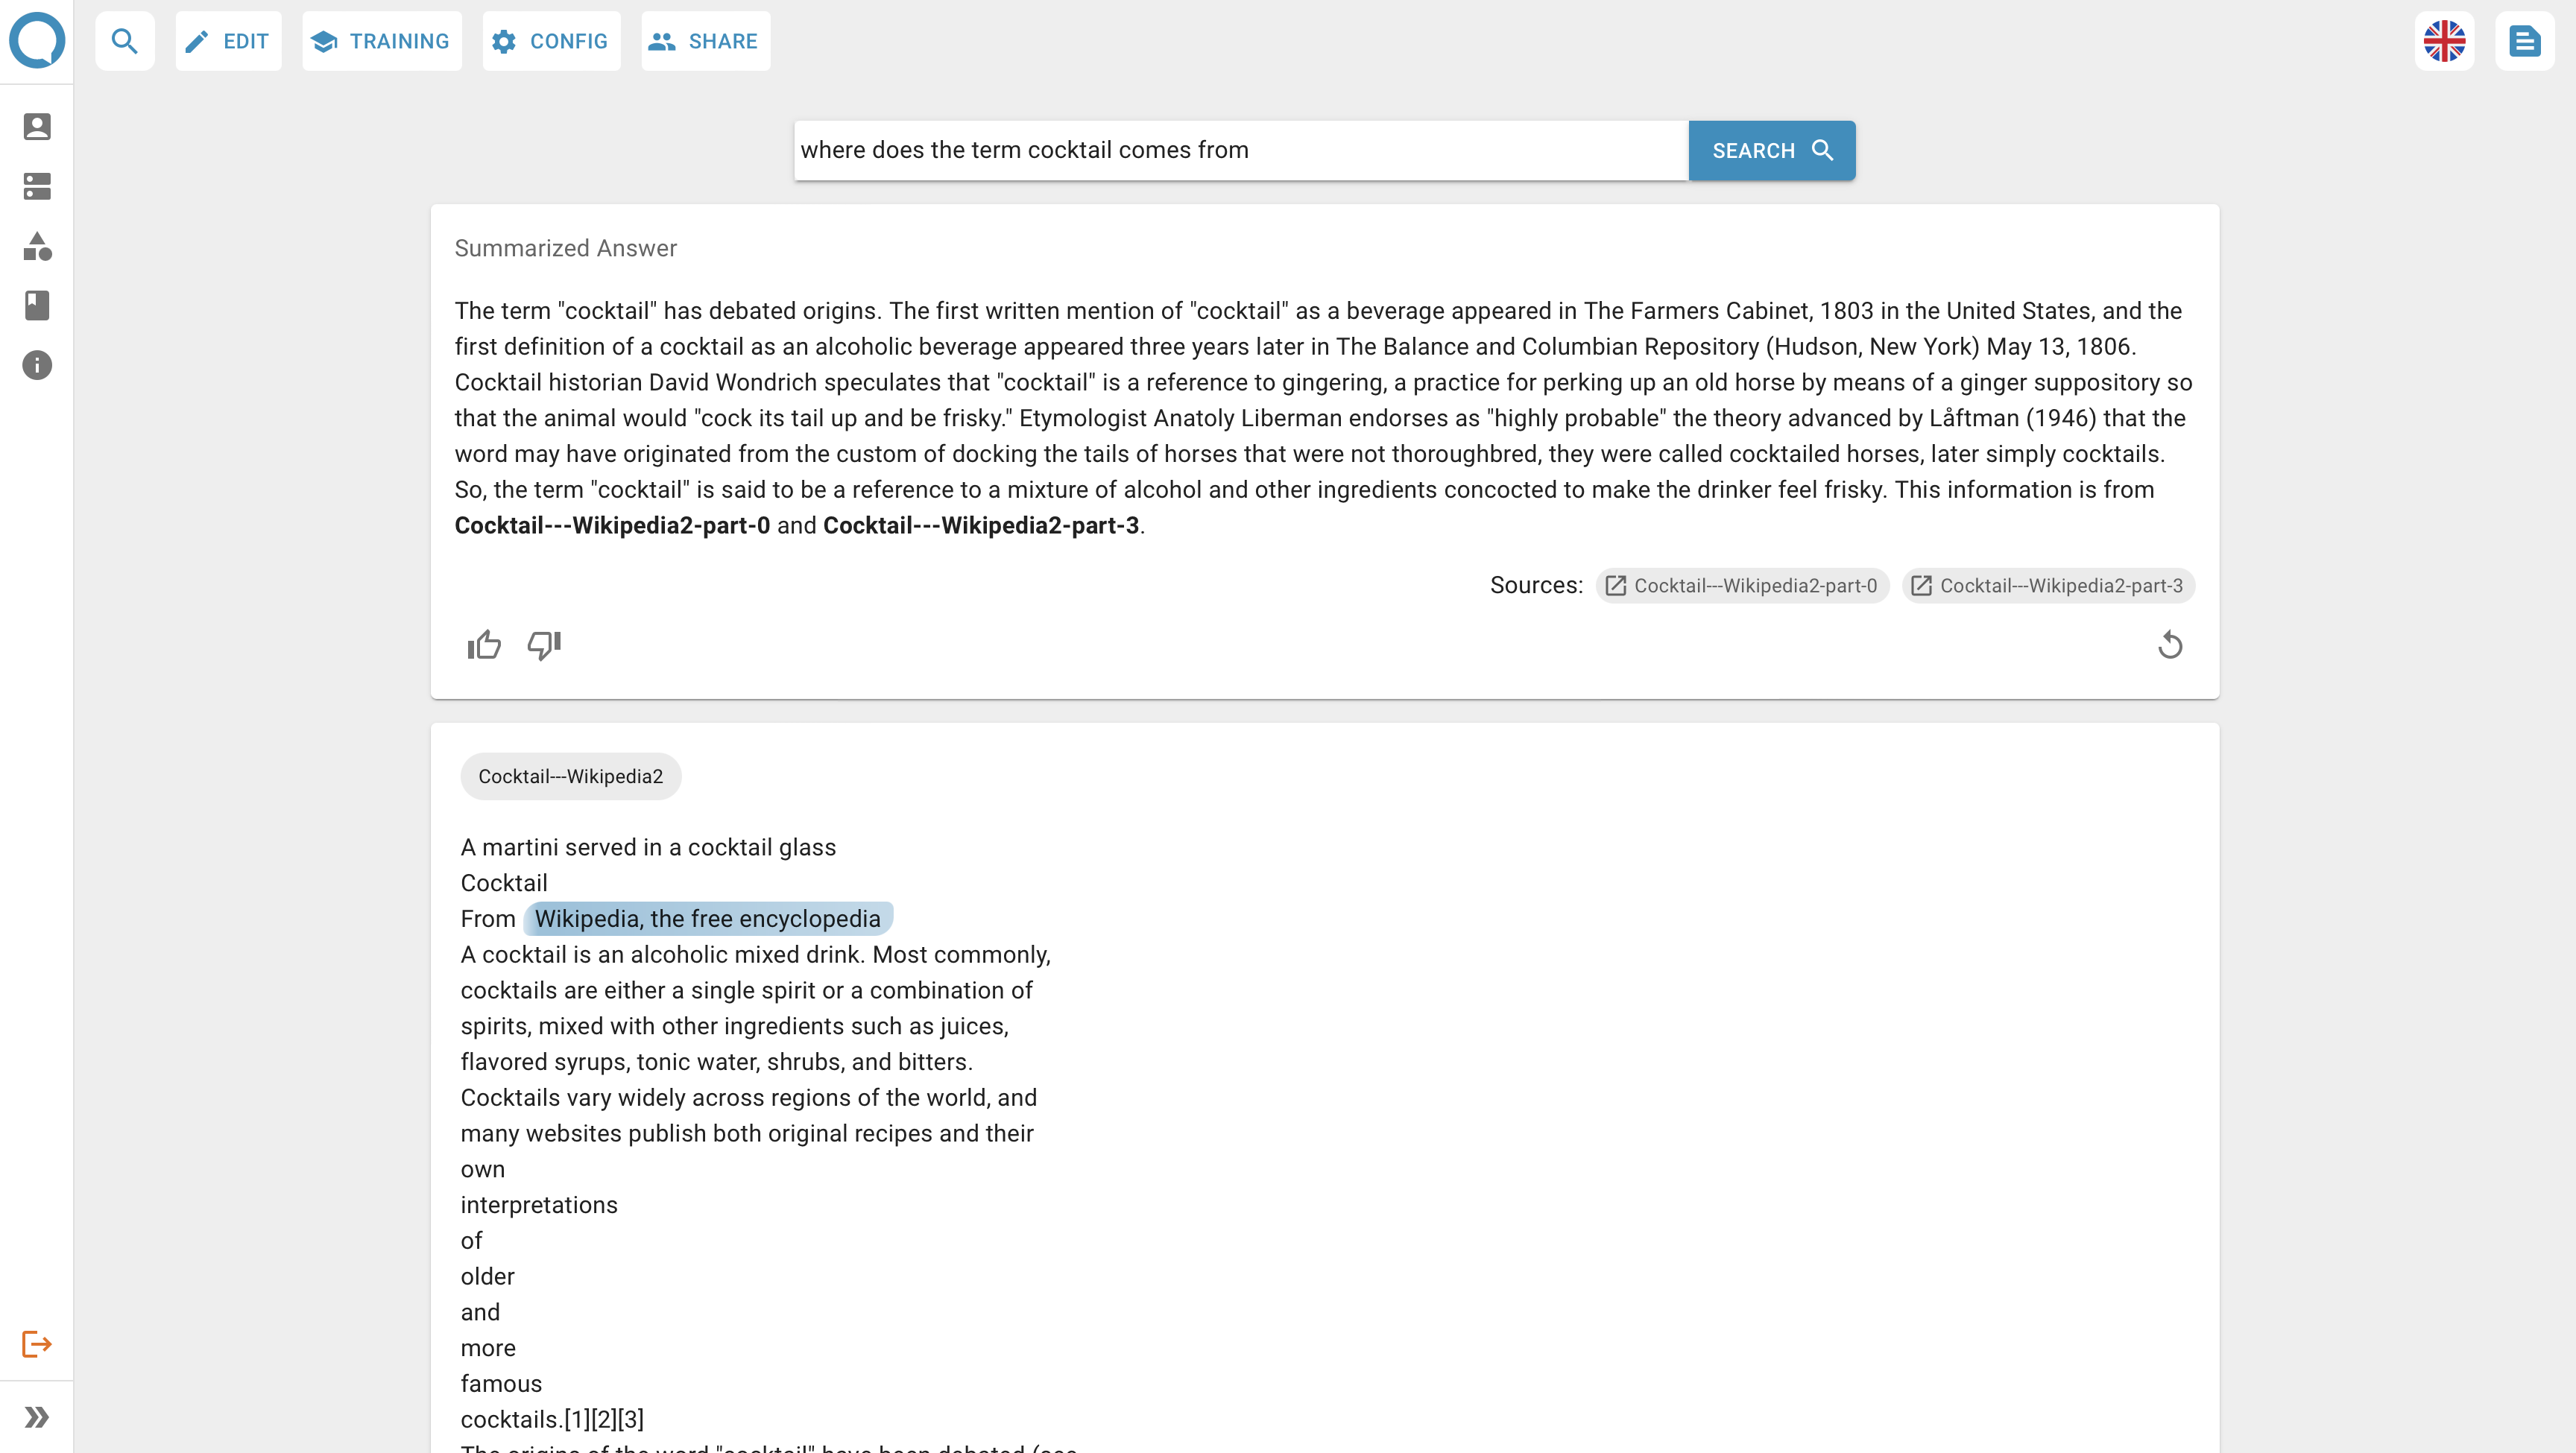 EDIT
TRAINING
CONFIG
SHARE
where does the term cocktail comes from
SEARCH
Summarized Answer
The term "cocktail" has debated origins. The first written mention of "cocktail" as a beverage appeared in The Farmers Cabinet, 1803 in the United States, and the
first definition of a cocktail as an alcoholic beverage appeared three years later in The Balance and Columbian Repository (Hudson, New York) May 13, 1806.
Cocktail historian David Wondrich speculates that "cocktail" is a reference to gingering, a practice for perking up an old horse by means of a ginger suppository so
that the animal would "cock its tail up and be frisky." Etymologist Anatoly Liberman endorses as "highly probable" the theory advanced by Låftman (1946) that the
word may have originated from the custom of docking the tails of horses that were not thoroughbred, they were called cocktailed horses, later simply cocktails.
So, the term "cocktail" is said to be a reference to a mixture of alcohol and other ingredients concocted to make the drinker feel frisky. This information is from
Cocktail---Wikipedia2-part-0 and Cocktail---Wikipedia2-part-3.
Sources: Cocktail---Wikipedia2-part-0 Cocktail---Wikipedia2-part-3
Cocktail---Wikipedia2
A martini served in a cocktail glass
Cocktail
From Wikipedia, the free encyclopedia
A cocktail is an alcoholic mixed drink. Most commonly,
cocktails are either a single spirit or a combination of
spirits, mixed with other ingredients such as juices,
flavored syrups, tonic water, shrubs, and bitters.
Cocktails vary widely across regions of the world, and
many websites publish both original recipes and their
own
interpretations
of
older
and
more
famous
cocktails.[1][2][3]
The origins of the word "cocktail" have been debated (see